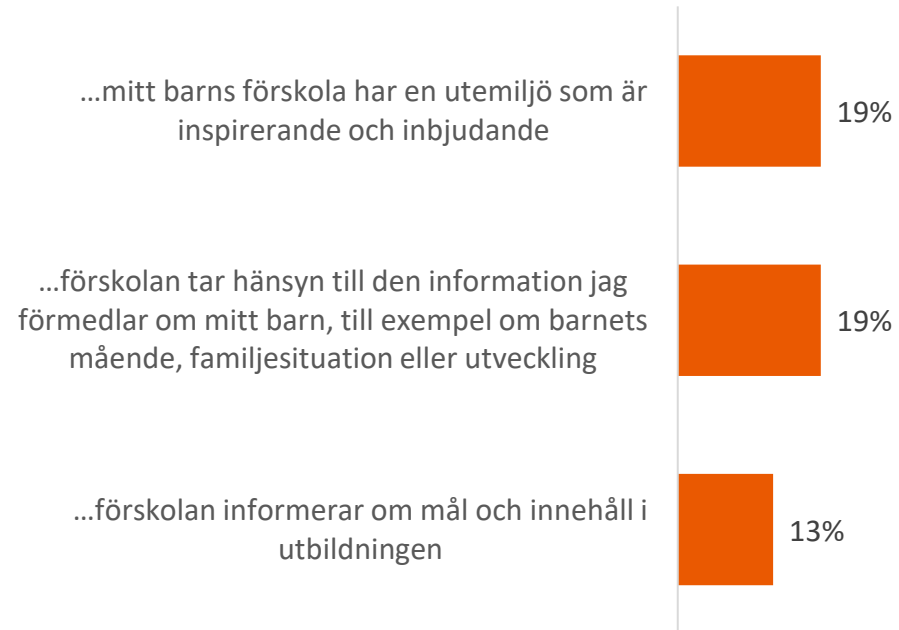 …mitt barns förskola har en utemiljö som är
inspirerande och inbjudande
19%
…förskolan tar hänsyn till den information jag
förmedlar om mitt barn, till exempel om barnets
mående, familjesituation eller utveckling
19%
…förskolan informerar om mål och innehåll i
utbildningen
13%